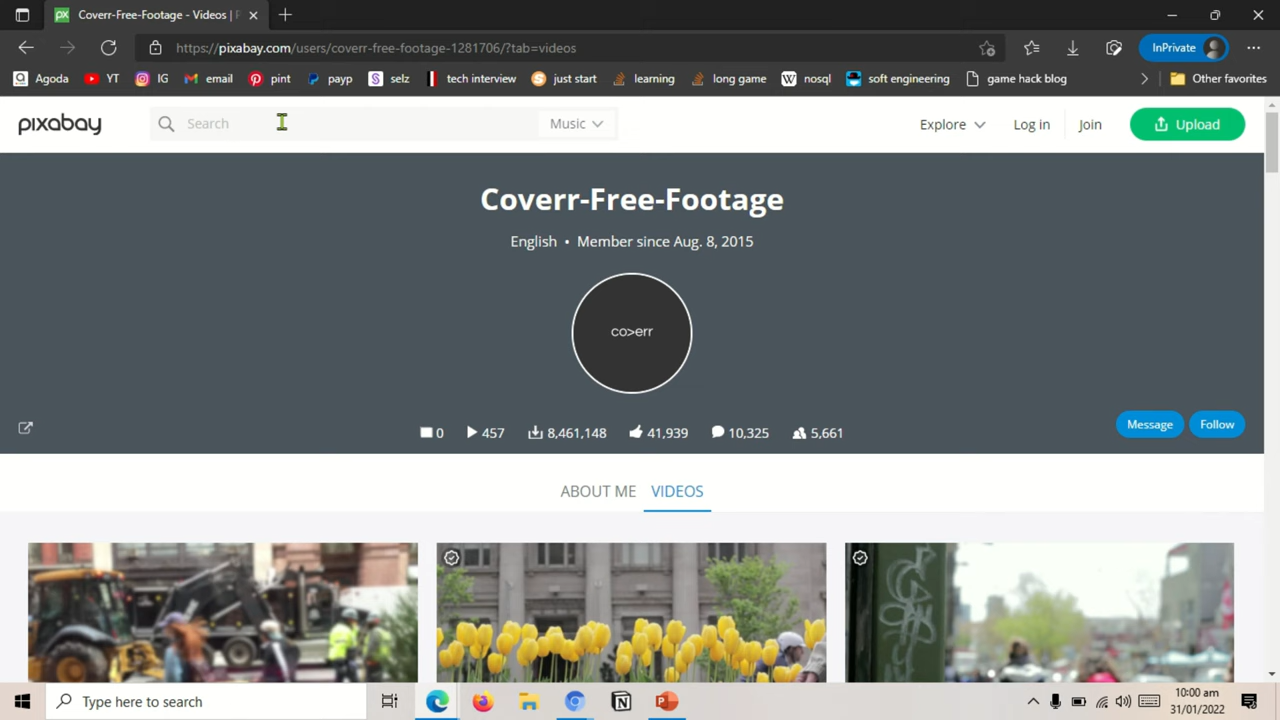 Coverr-Free-Footage - Videos | P
https://pixabay.com/users/coverr-free-footage-1281706/?tab=videos
InPrivate
Agoda YT IG email pint payp selz tech interview just start learning long game nosql soft engineering game hack blog Other favorites
pixabay Search Music Explore Log in Join Upload
Coverr-Free-Footage
English • Member since Aug. 8, 2015
co>err
0 457 8,461,148 41,939 10,325 5,661
Message Follow
ABOUT ME VIDEOS
Type here to search
10:00 am
31/01/2022